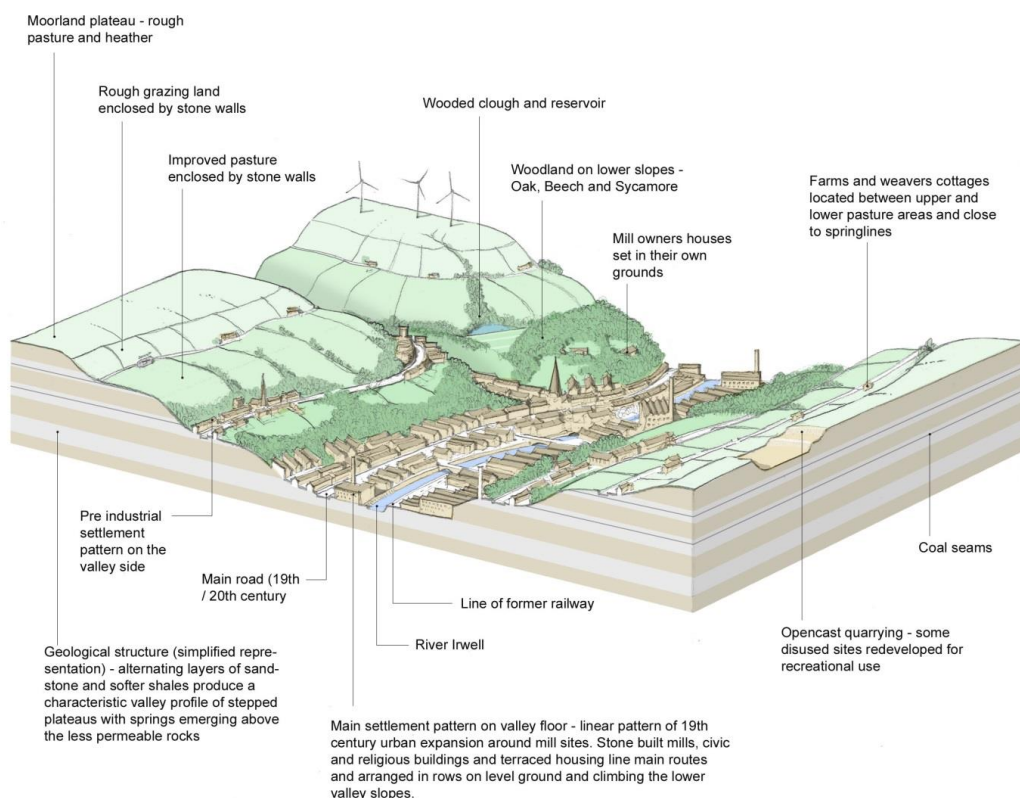 Moorland plateau - rough
pasture and heather
Rough grazing land
enclosed by stone walls
Wooded clough and reservoir
Improved pasture
enclosed by stone walls
Woodland on lower slopes -
Oak, Beech and Sycamore
Farms and weavers cottages
located between upper and
lower pasture areas and close
to springlines
Mill owners houses
set in their own
grounds
Pre industrial
settlement
pattern on the
valley side
Coal seams
Main road (19th
/ 20th century
Line of former railway
River Irwell
Opencast quarrying - some
disused sites redeveloped for
recreational use
Geological structure (simplified repre-
sentation) - alternating layers of sand-
stone and softer shales produce a
characteristic valley profile of stepped
plateaus with springs emerging above
the less permeable rocks
Main settlement pattern on valley floor - linear pattern of 19th
century urban expansion around mill sites. Stone built mills, civic
and religious buildings and terraced housing line main routes
and arranged in rows on level ground and climbing the lower
valley slopes.